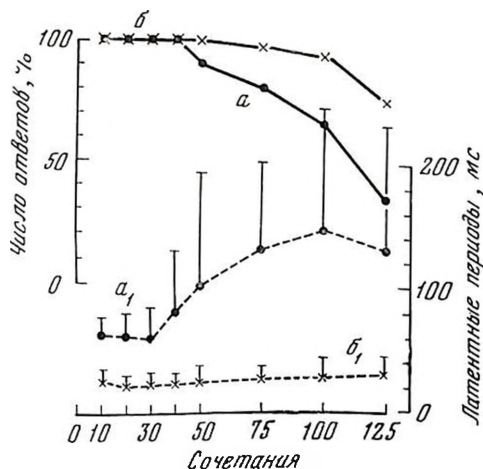 б
100
а
Число ответов, %
50
0
200
100
0
Латентные периоды, мс
а₁
б₁
0 10 30 50 75 100 125
Сочетания